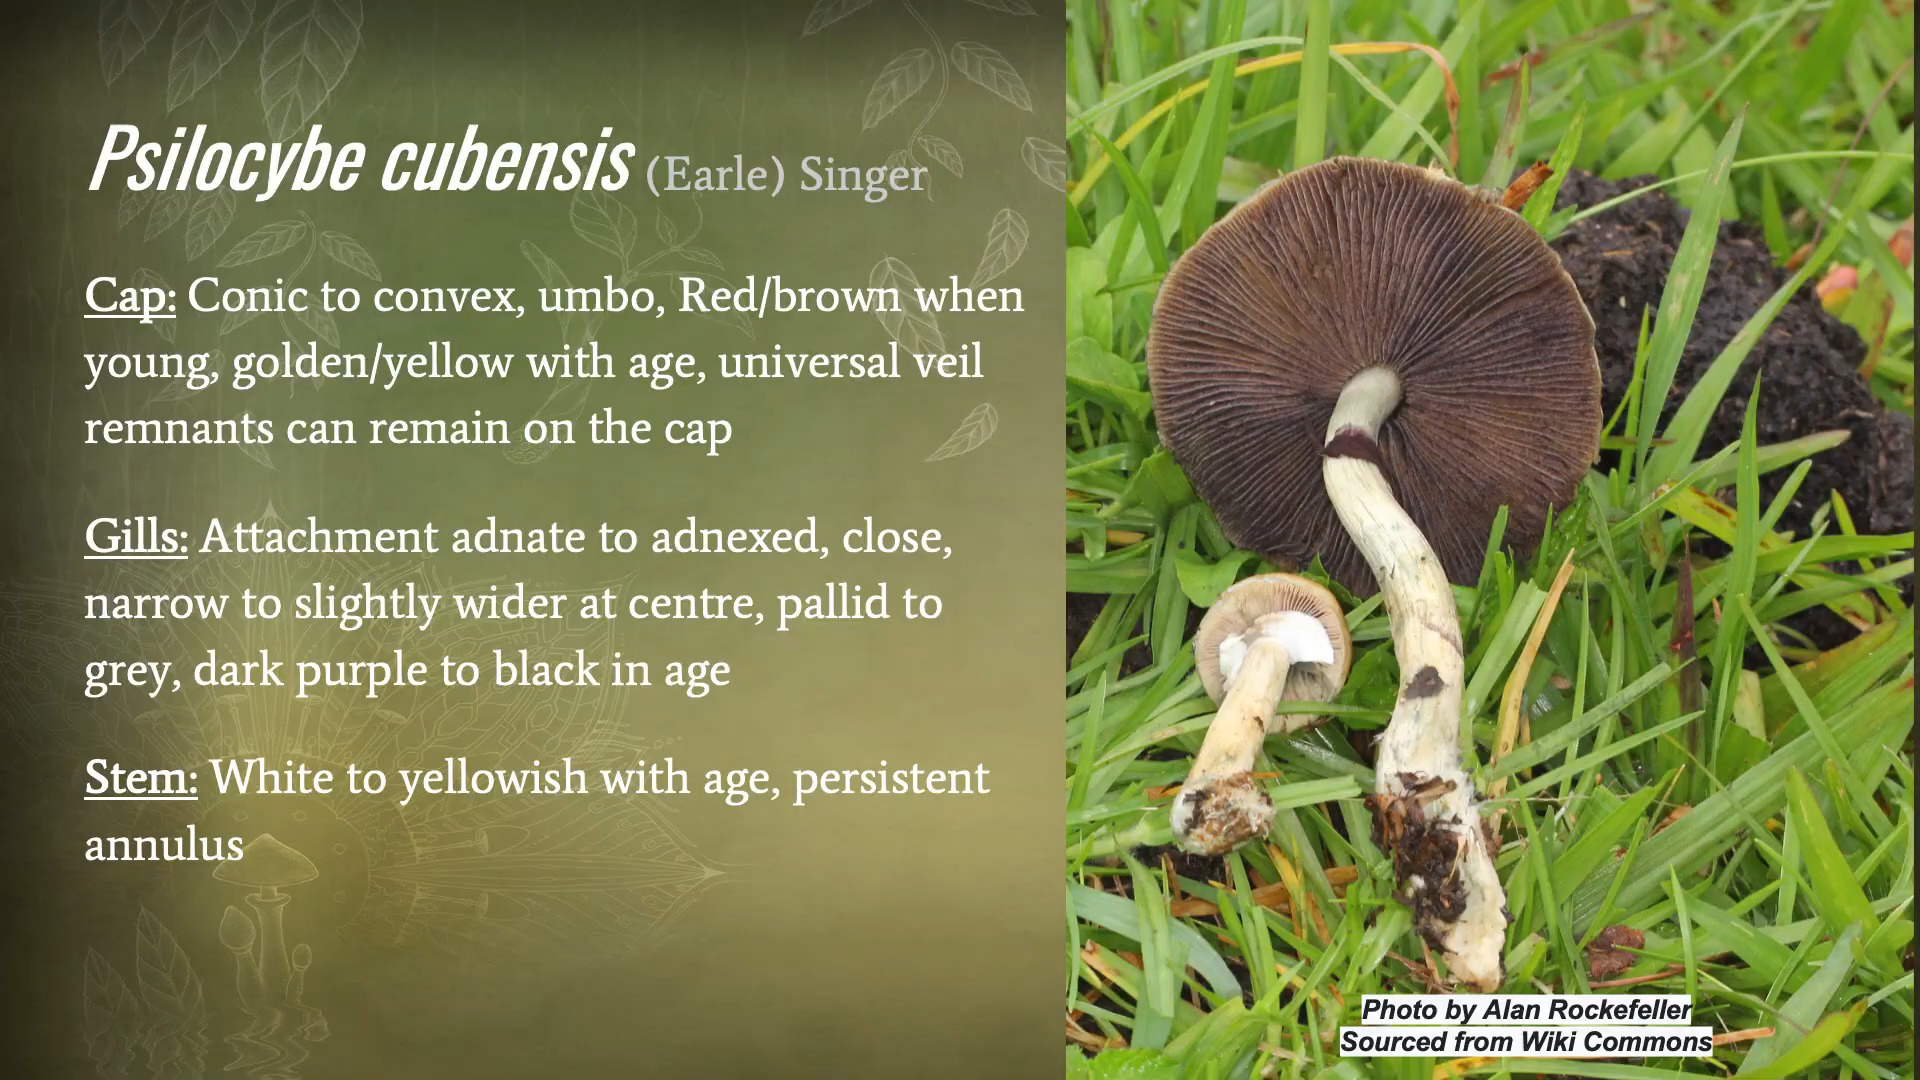 Psilocybe cubensis (Earle) Singer
Cap: Conic to convex, umbo, Red/brown when
young, golden/yellow with age, universal veil
remnants can remain on the cap
Gills: Attachment adnate to adnexed, close,
narrow to slightly wider at centre, pallid to
grey, dark purple to black in age
Stem: White to yellowish with age, persistent
annulus
Photo by Alan Rockefeller
Sourced from Wiki Commons